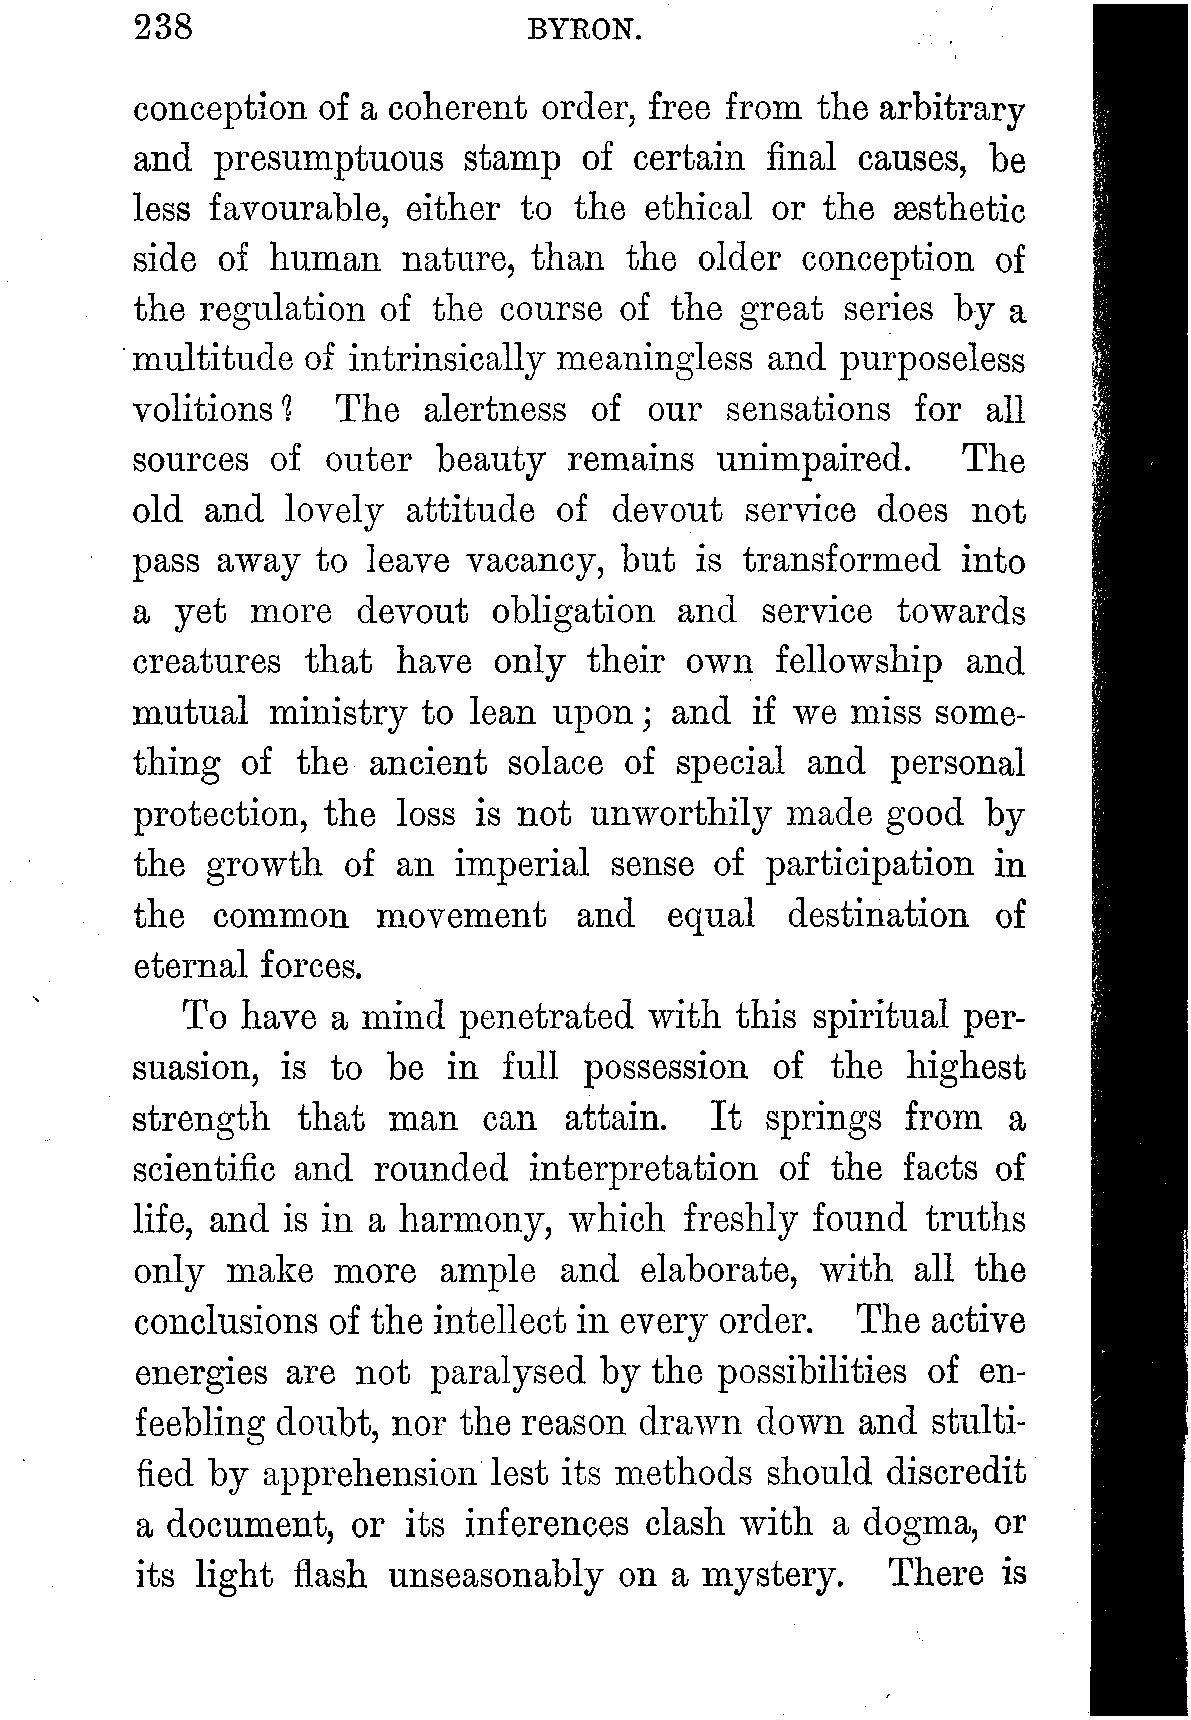 238 BYRON.
conception of a coherent order, free from the arbitrary
and presumptuous stamp of certain final causes, be
less favourable, either to the ethical or the æsthetic
side of human nature, than the older conception of
the regulation of the course of the great series by a
multitude of intrinsically meaningless and purposeless
volitions? The alertness of our sensations for all
sources of outer beauty remains unimpaired. The
old and lovely attitude of devout service does not
pass away to leave vacancy, but is transformed into
a yet more devout obligation and service towards
creatures that have only their own fellowship and
mutual ministry to lean upon; and if we miss some-
thing of the ancient solace of special and personal
protection, the loss is not unworthily made good by
the growth of an imperial sense of participation in
the common movement and equal destination of
eternal forces.
To have a mind penetrated with this spiritual per-
suasion, is to be in full possession of the highest
strength that man can attain. It springs from a
scientific and rounded interpretation of the facts of
life, and is in a harmony, which freshly found truths
only make more ample and elaborate, with all the
conclusions of the intellect in every order. The active
energies are not paralysed by the possibilities of en-
feebling doubt, nor the reason drawn down and stulti-
fied by apprehension lest its methods should discredit
a document, or its inferences clash with a dogma, or
its light flash unseasonably on a mystery. There is